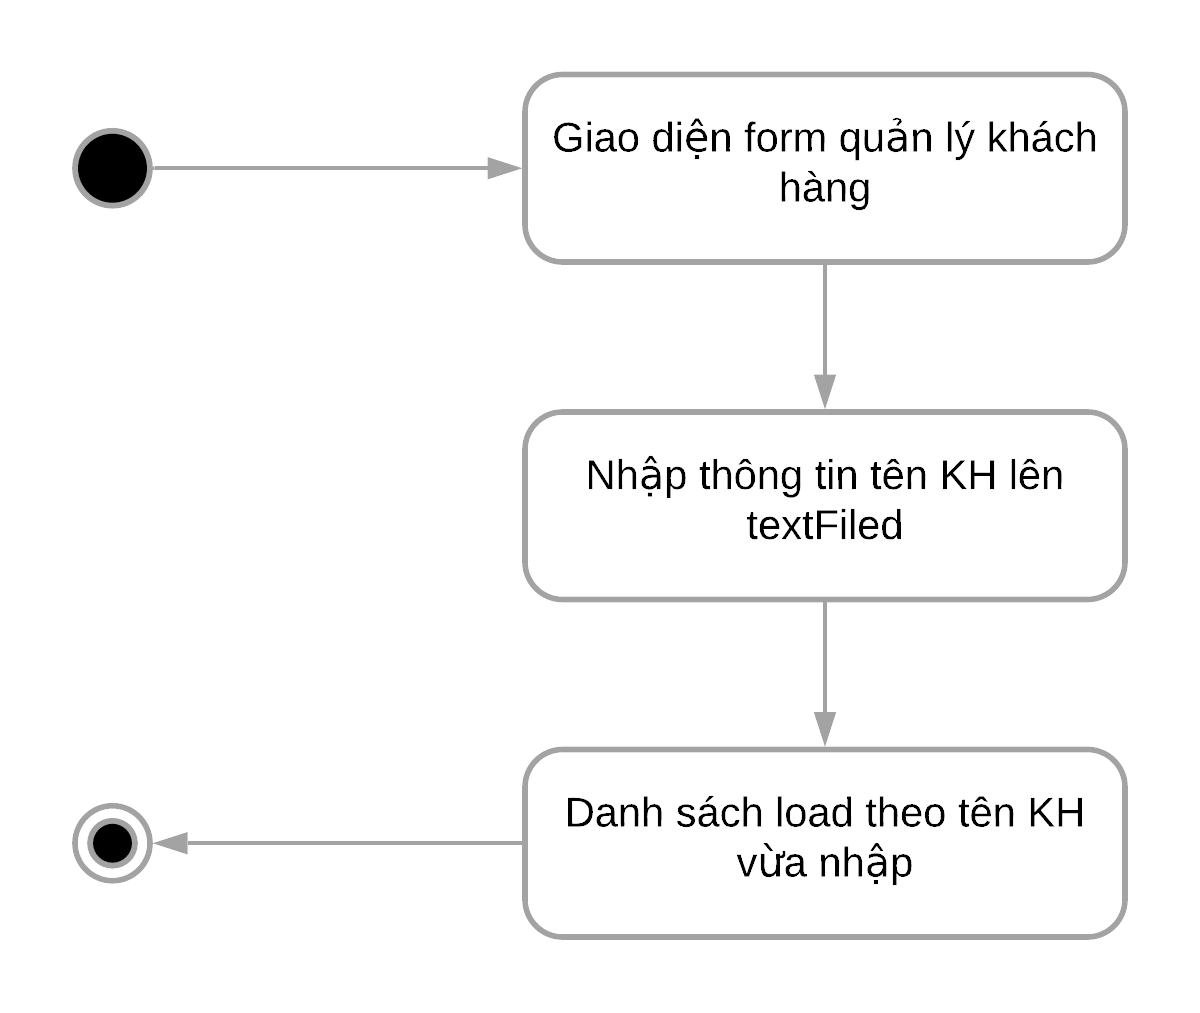 Giao diện form quản lý khách
hàng
Nhập thông tin tên KH lên
textFiled
Danh sách load theo tên KH
vừa nhập